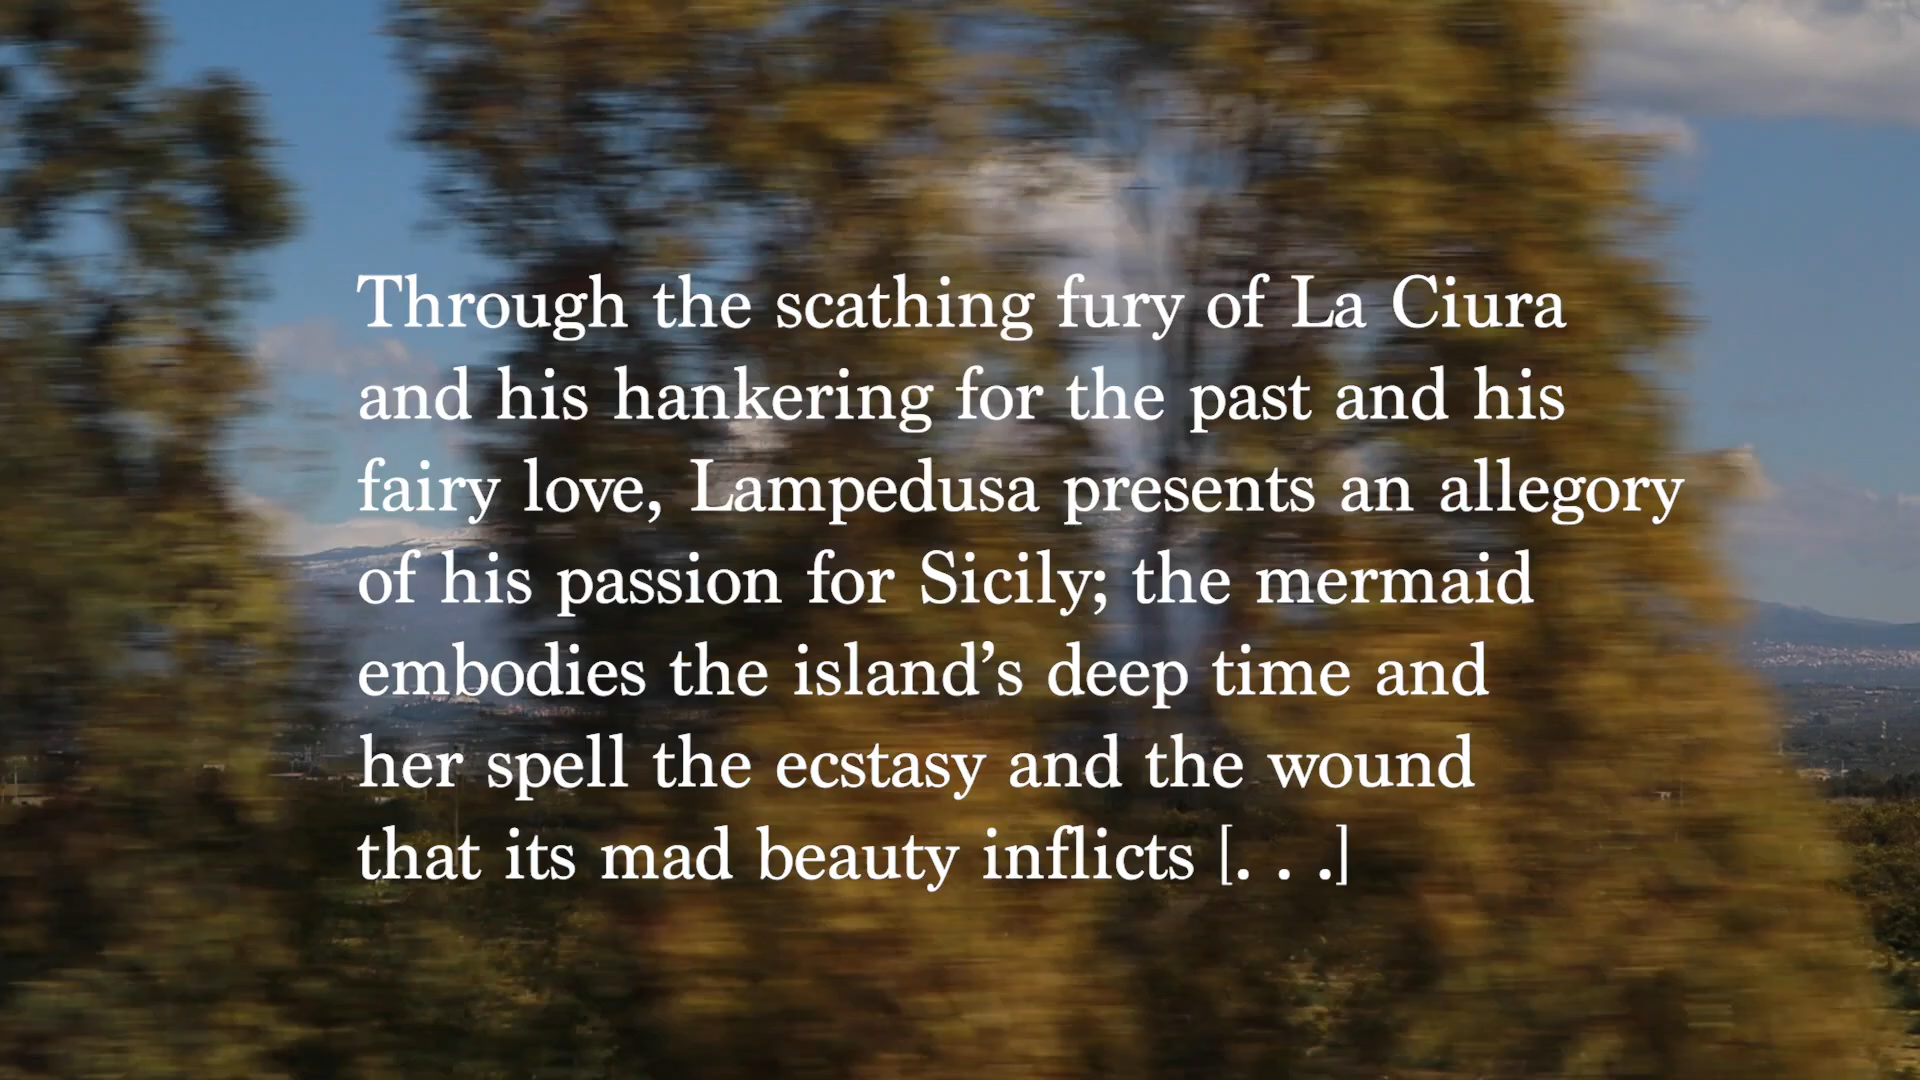 Through the scathing fury of La Ciura
and his hankering for the past and his
fairy love, Lampedusa presents an allegory
of his passion for Sicily; the mermaid
embodies the island’s deep time and
her spell the ecstasy and the wound
that its mad beauty inflicts [. . .]